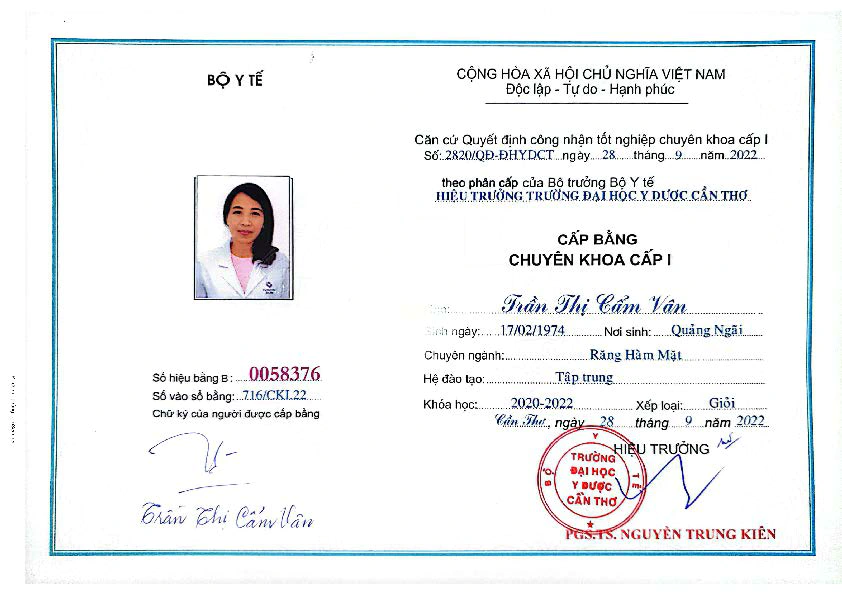 BỘ Y TẾ
Số hiệu bằng B: 0058376
Số vào sổ bằng: 716/CKI.22
Chữ ký của người được cấp bằng
Trần Thị Cẩm Vân
CỘNG HÒA XÃ HỘI CHỦ NGHĨA VIỆT NAM
Độc lập - Tự do - Hạnh phúc
Căn cứ Quyết định công nhận tốt nghiệp chuyên khoa cấp I
Số: 2820/QĐ-ĐHYDCT ngày 28 tháng 9 năm 2022
theo phân cấp của Bộ trưởng Bộ Y tế
HIỆU TRƯỞNG TRƯỜNG ĐẠI HỌC Y DƯỢC CẦN THƠ
CẤP BẰNG
CHUYÊN KHOA CẤP I
Trần Thị Cẩm Vân
Sinh ngày: 17/02/1974 Nơi sinh: Quảng Ngãi
Chuyên ngành: Răng Hàm Mặt
Hệ đào tạo: Tập trung
Khóa học: 2020-2022 Xếp loại: Giỏi
Cần Thơ, ngày 28 tháng 9 năm 2022
HIỆU TRƯỞNG
BỘ Y TẾ
TRƯỜNG
ĐẠI HỌC
Y DƯỢC
CẦN THƠ
PGS.TS. NGUYỄN TRUNG KIÊN